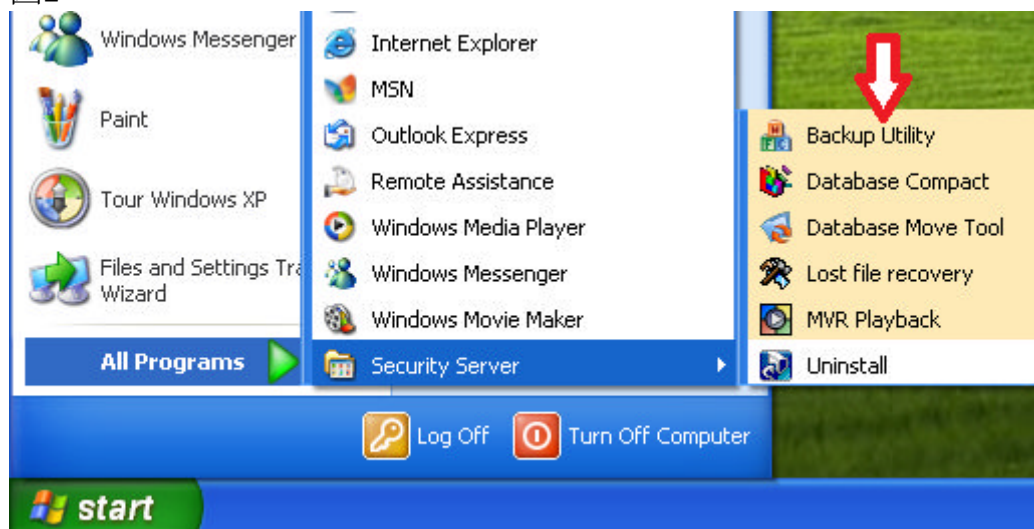 Windows Messenger
Paint
Tour Windows XP
Files and Settings Tra
Wizard
All Programs
Internet Explorer
MSN
Outlook Express
Remote Assistance
Windows Media Player
Windows Messenger
Windows Movie Maker
Security Server
Backup Utility
Database Compact
Database Move Tool
Lost file recovery
MVR Playback
Uninstall
Log Off
Turn Off Computer
start